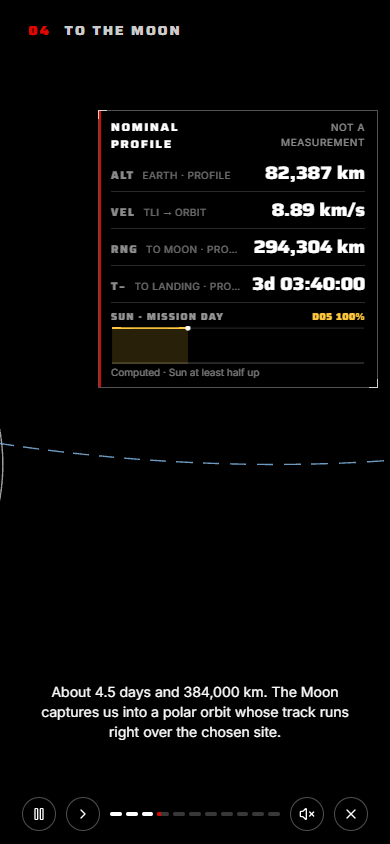 04 TO THE MOON
NOMINAL PROFILE
NOT A MEASUREMENT
ALT EARTH · PROFILE 82,387 km
VEL TLI → ORBIT 8.89 km/s
RNG TO MOON · PRO... 294,304 km
T– TO LANDING · PRO... 3d 03:40:00
SUN · MISSION DAY D05 100%
Computed · Sun at least half up
About 4.5 days and 384,000 km. The Moon
captures us into a polar orbit whose track runs
right over the chosen site.